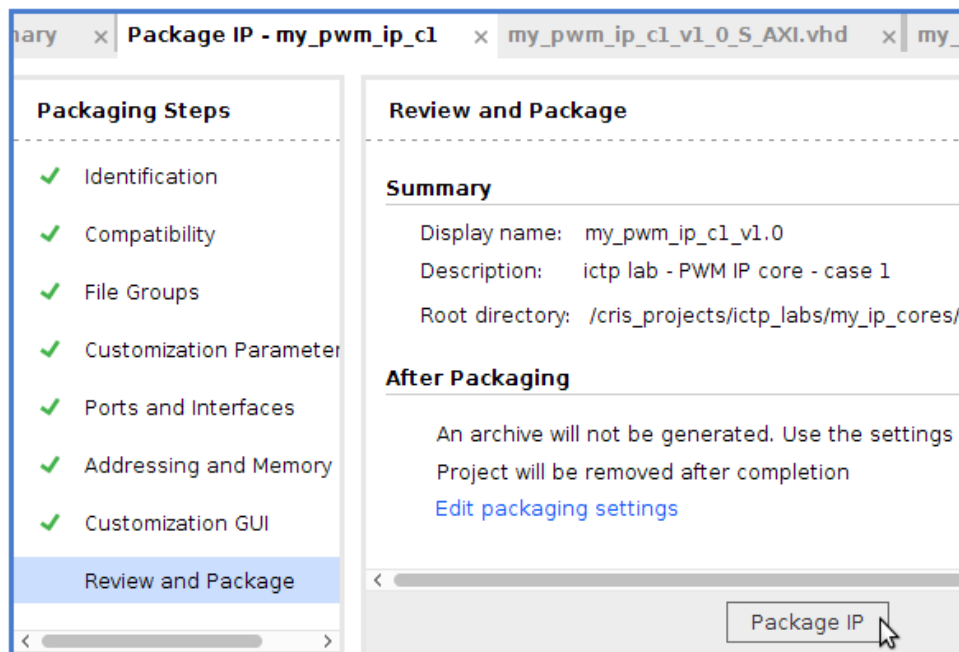 Package IP - my_pwm_ip_c1 × my_pwm_ip_c1_v1_0_S_AXI.vhd ×
Packaging Steps
Identification
Compatibility
File Groups
Customization
Ports and Interfaces
Addressing and Memory
Customization GUI
Review and Package
Review and Package
Summary
Display name: my_pwm_ip_c1_v1.0
Description: ictp lab - PWM IP core - case 1
Root directory: /cris_projects/ictp_labs/my_ip_cores/
After Packaging
An archive will not be generated. Use the settings
Project will be removed after completion
Edit packaging settings
Package IP